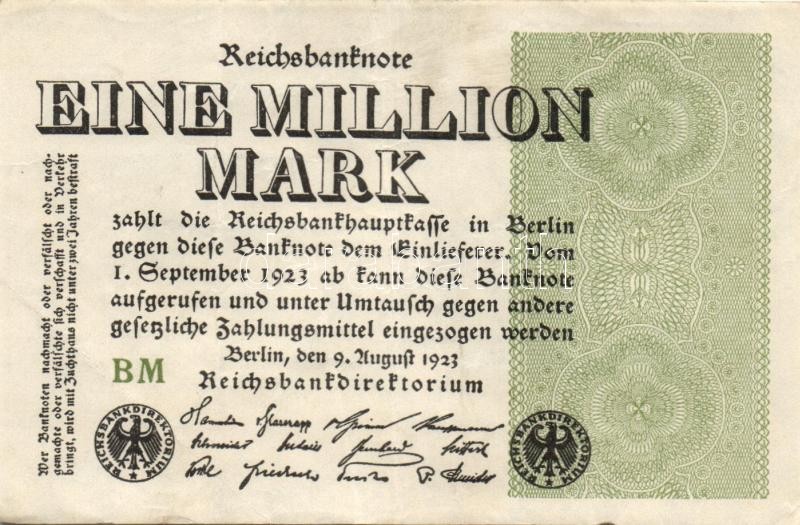 Reichsbanknote
EINE MILLION
MARK
zahlt die Reichsbankhauptkasse in Berlin
gegen diese Banknote dem Einlieferer. Vom
1. September 1923 ab kann diese Banknote
aufgerufen und unter Umtausch gegen andere
gesetzliche Zahlungsmittel eingezogen werden
Berlin, den 9. August 1923
BM
Reichsbankdirektorium
Wer Banknoten nachmacht oder verfälscht oder nach-
gemachte oder verfälschte sich verschafft und in Verkehr
bringt, wird mit Zuchthaus nicht unter zwei Jahren bestraft
REICHSBANKDIREKTORIUM
REICHSBANKDIREKTORIUM